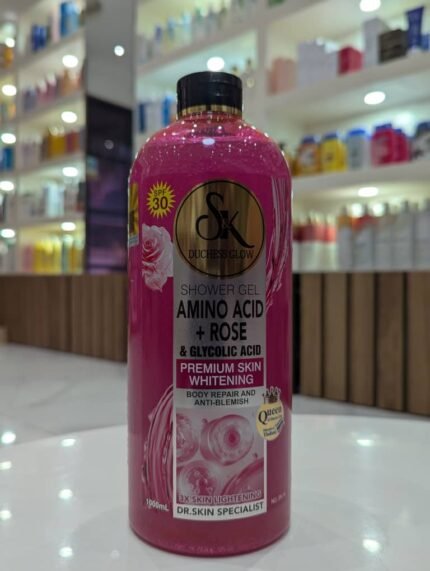 SPF
30
SK
DUCHESS GLOW
SHOWER GEL
AMINO ACID
+ ROSE
& GLYCOLIC ACID
PREMIUM SKIN
WHITENING
BODY REPAIR AND
ANTI-BLEMISH
Queen
3X SKIN LIGHTENING
1000mL
DR.SKIN SPECIALIST